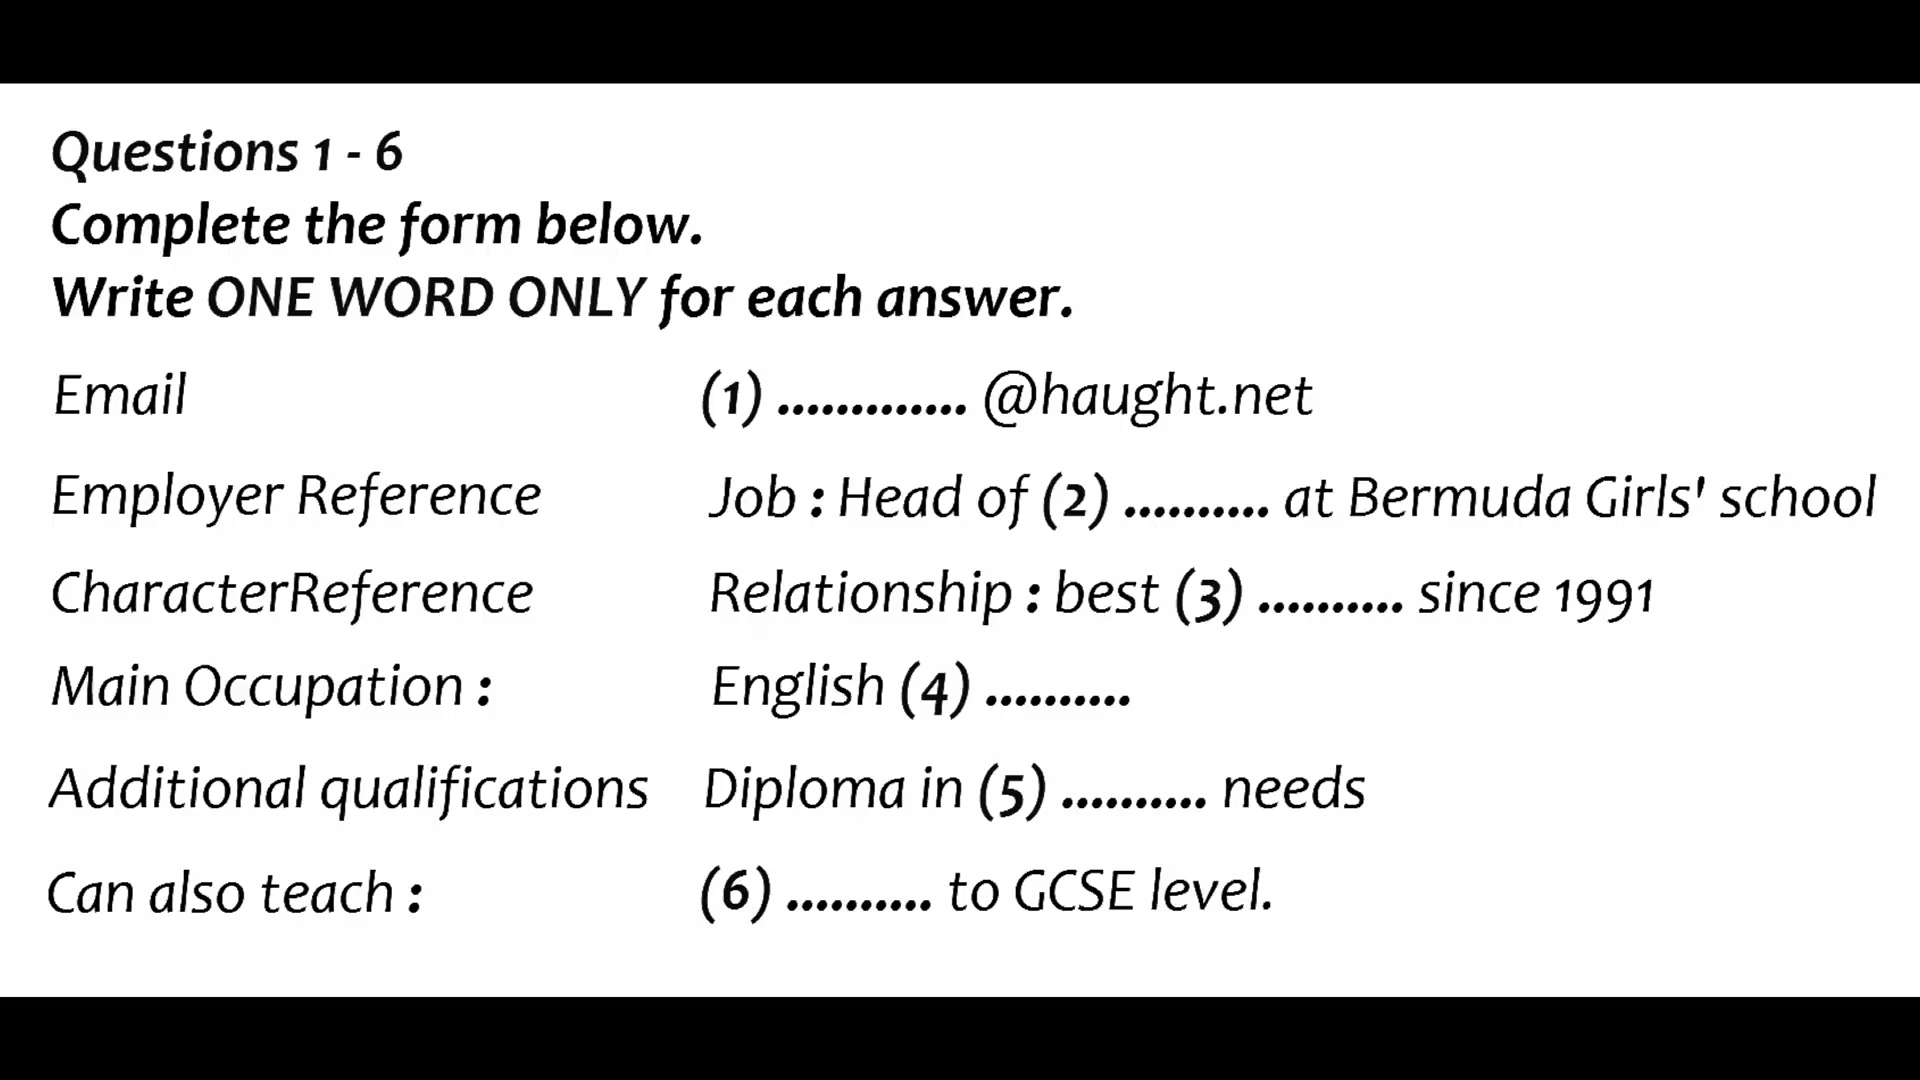 Questions 1 - 6
Complete the form below.
Write ONE WORD ONLY for each answer.
Email (1) ............. @haught.net
Employer Reference Job : Head of (2) .......... at Bermuda Girls' school
CharacterReference Relationship : best (3) .......... since 1991
Main Occupation : English (4) ..........
Additional qualifications Diploma in (5) .......... needs
Can also teach : (6) .......... to GCSE level.